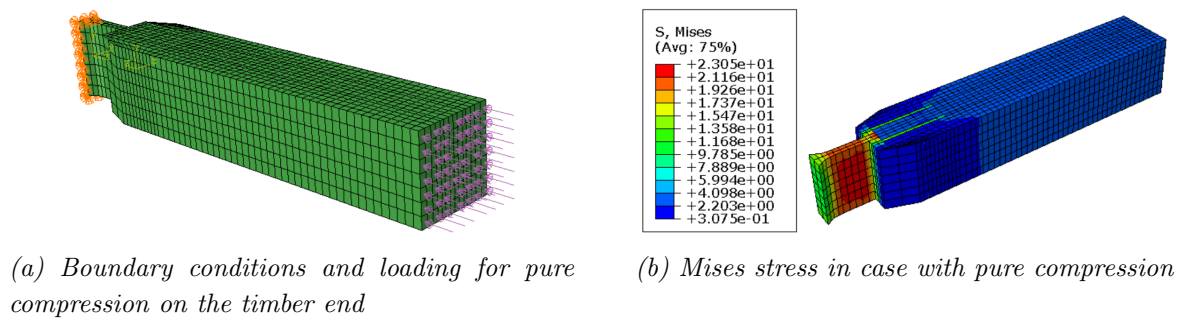 S, Mises
(Avg: 75%)
+2.305e+01
+2.116e+01
+1.926e+01
+1.737e+01
+1.547e+01
+1.358e+01
+1.168e+01
+9.785e+00
+7.889e+00
+5.994e+00
+4.098e+00
+2.203e+00
+3.075e-01
(a) Boundary conditions and loading for pure
compression on the timber end
(b) Mises stress in case with pure compression